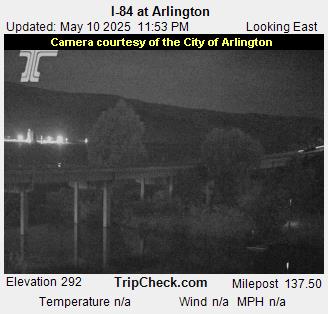 I-84 at Arlington
Updated: May 10 2025 11:53 PM Looking East
Camera courtesy of the City of Arlington
Elevation 292 TripCheck.com Milepost 137.50
Temperature n/a Wind n/a MPH n/a